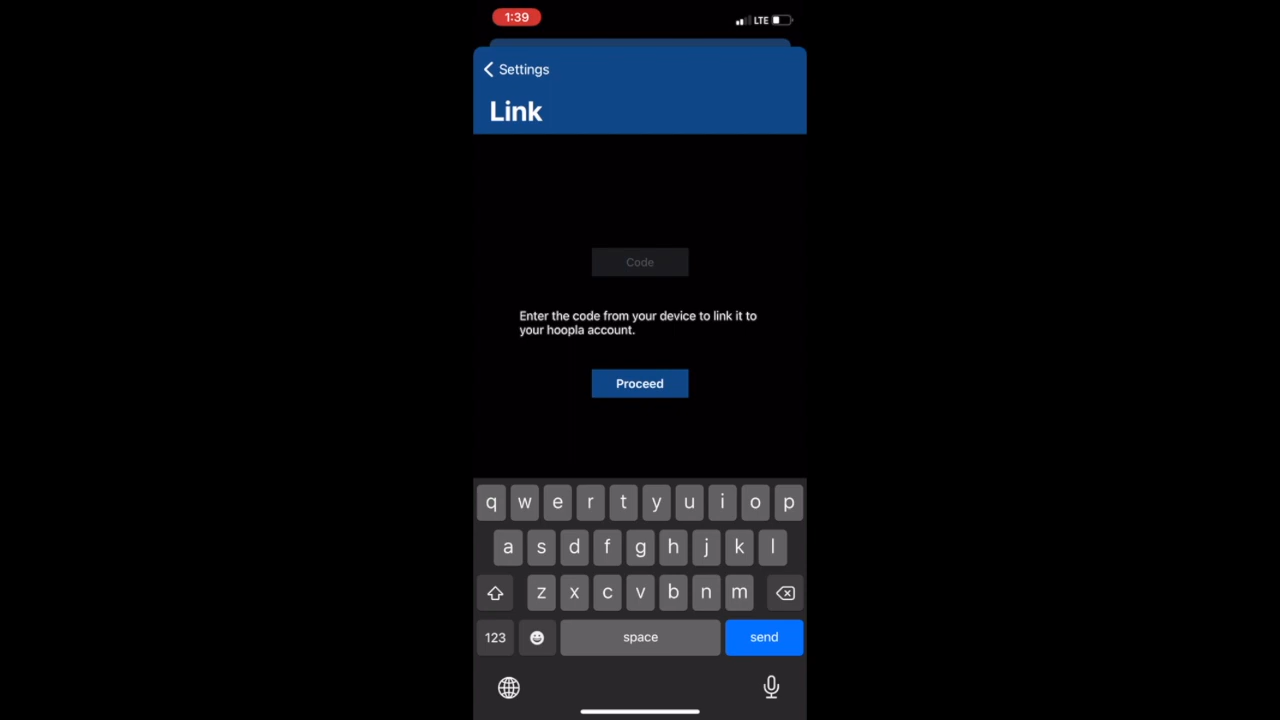 1:39
LTE
Settings
Link
Code
Enter the code from your device to link it to
your hoopla account.
Proceed
q w e r t y u i o p
a s d f g h j k l
z x c v b n m
123 space send